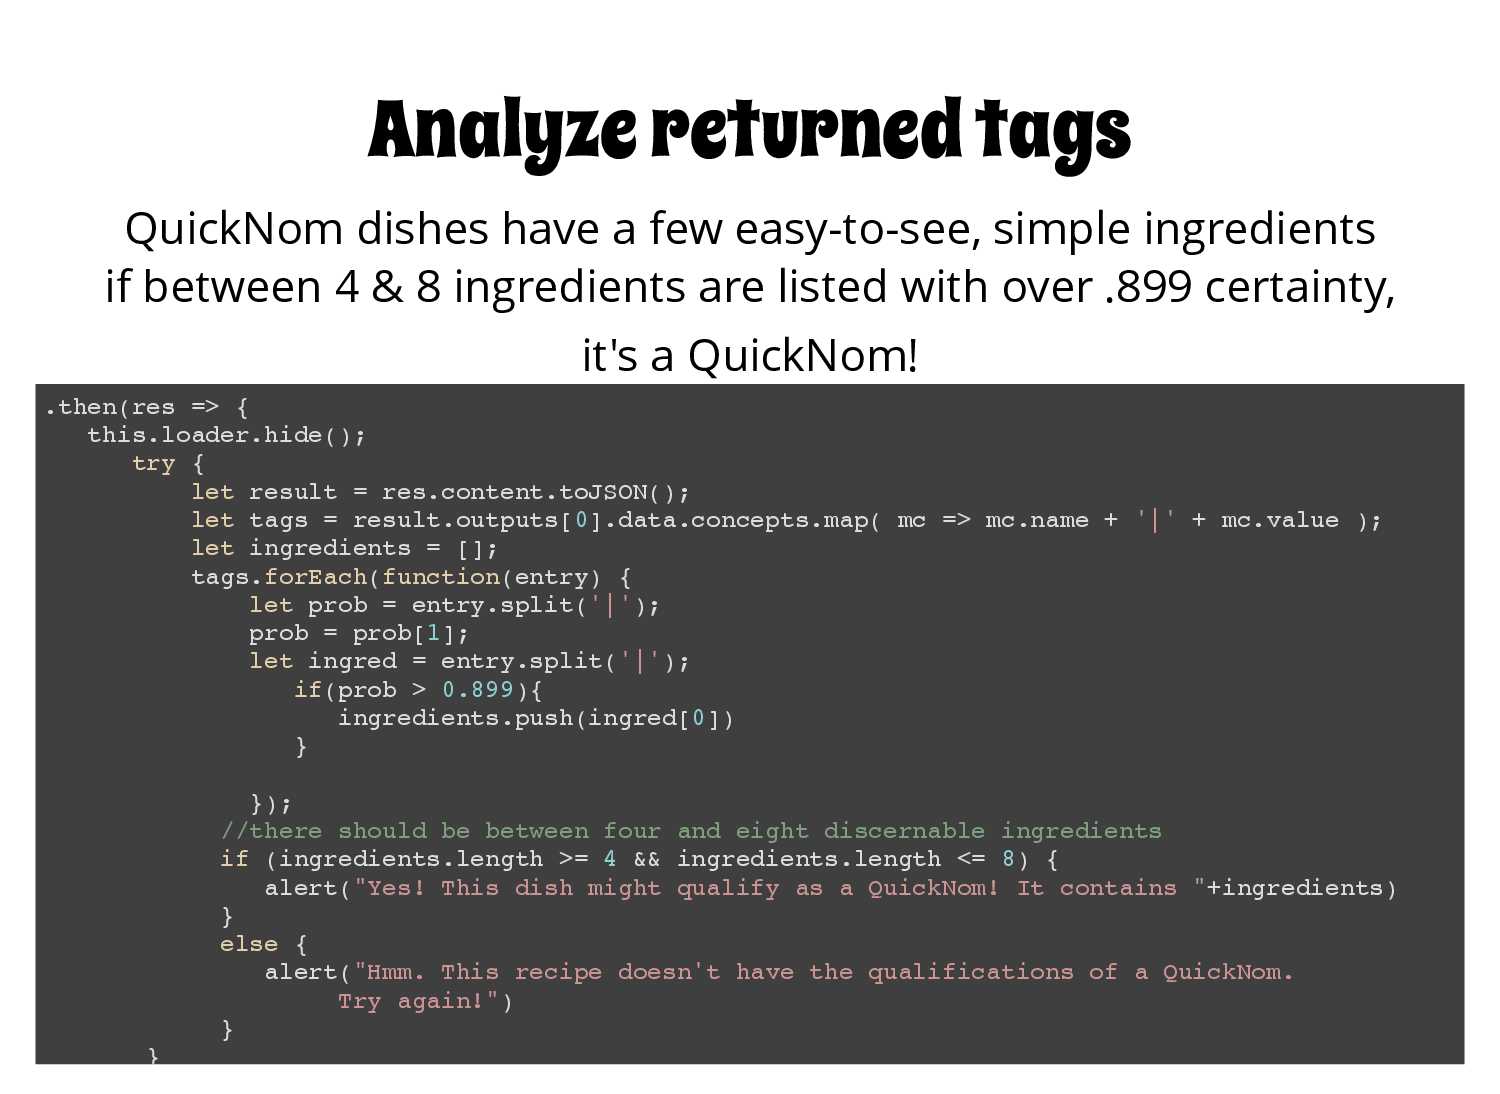 Analyze returned tags
QuickNom dishes have a few easy-to-see, simple ingredients
if between 4 & 8 ingredients are listed with over .899 certainty,
it's a QuickNom!
.then(res => {
   this.loader.hide();
      try {
          let result = res.content.toJSON();
          let tags = result.outputs[0].data.concepts.map( mc => mc.name + '|' + mc.value );
          let ingredients = [];
          tags.forEach(function(entry) {
              let prob = entry.split('|');
              prob = prob[1];
              let ingred = entry.split('|');
                 if(prob > 0.899){
                    ingredients.push(ingred[0])
                 }
              });
            //there should be between four and eight discernable ingredients
            if (ingredients.length >= 4 && ingredients.length <= 8) {
               alert("Yes! This dish might qualify as a QuickNom! It contains "+ingredients)
            }
            else {
               alert("Hmm. This recipe doesn't have the qualifications of a QuickNom.
                    Try again!")
            }
       }